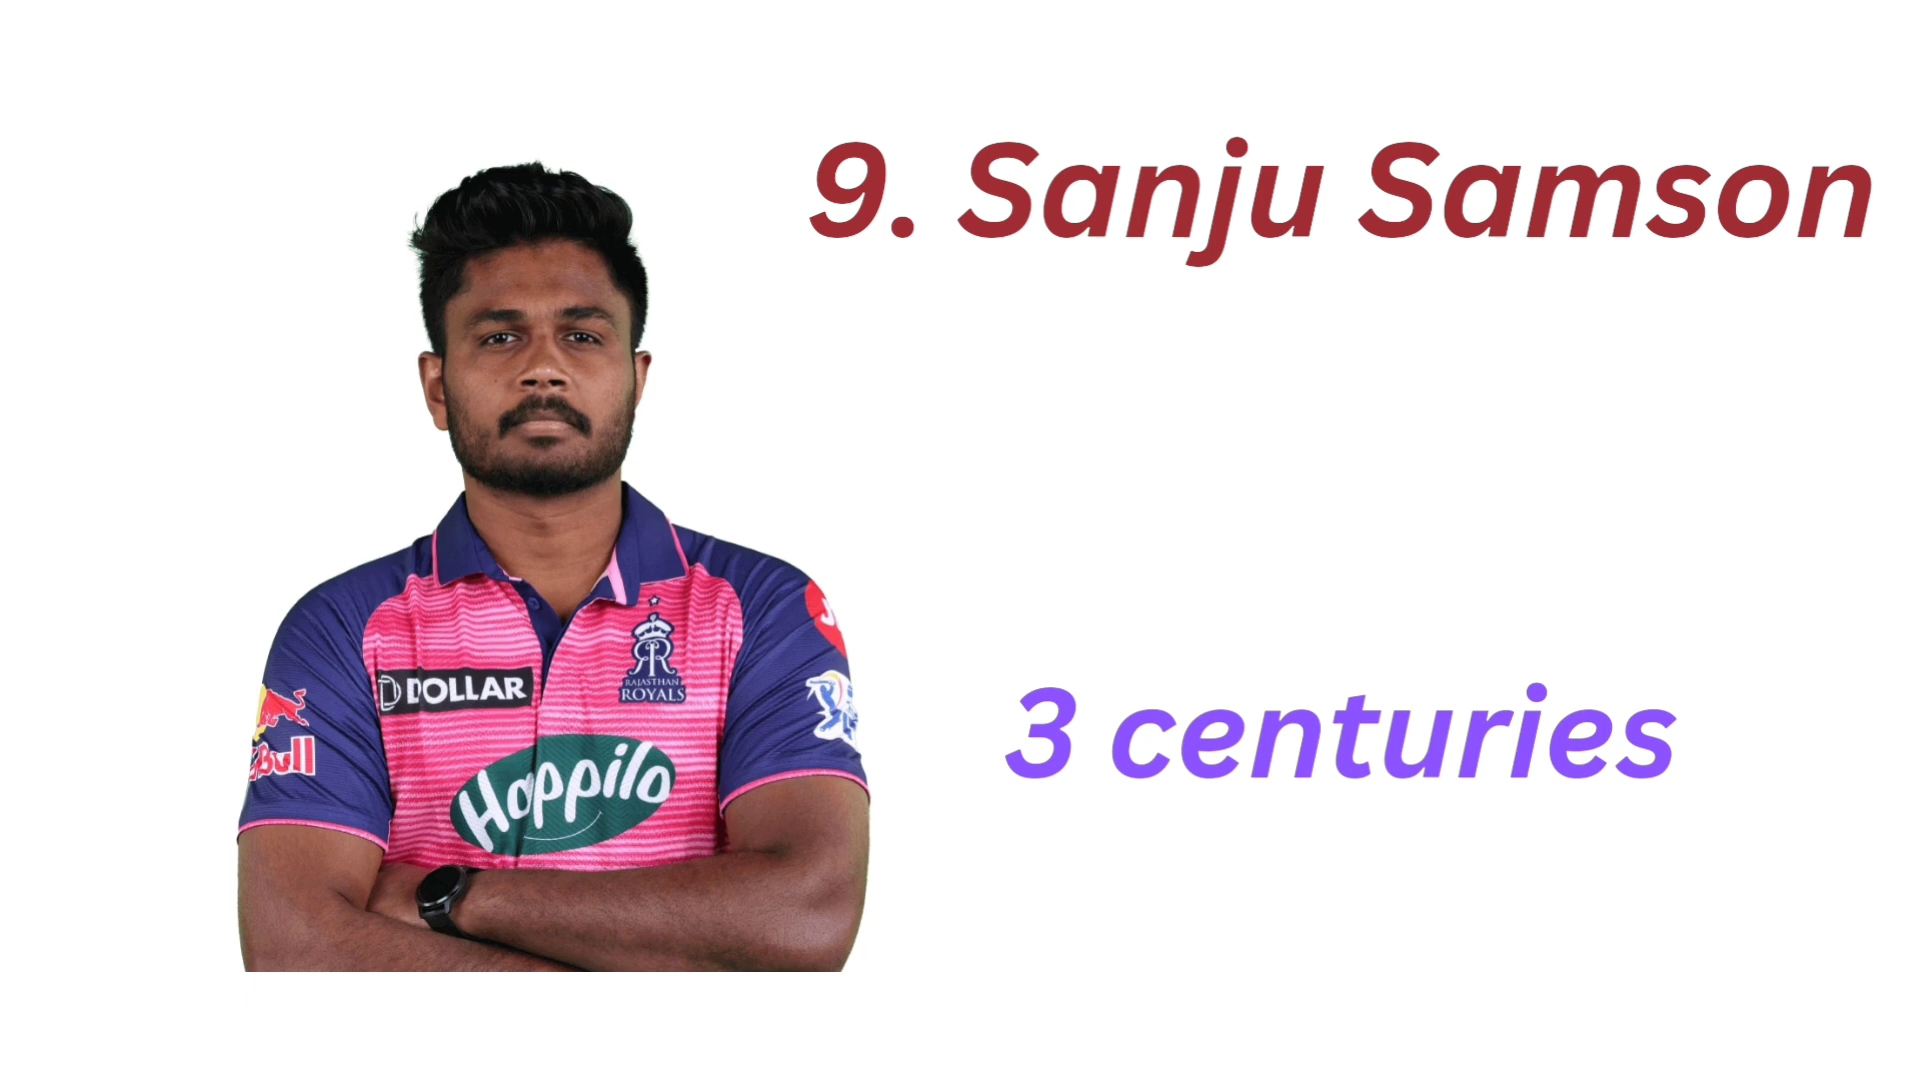 9. Sanju Samson
3 centuries
DOLLAR
RAJASTHAN
ROYALS
Happilo
Bull